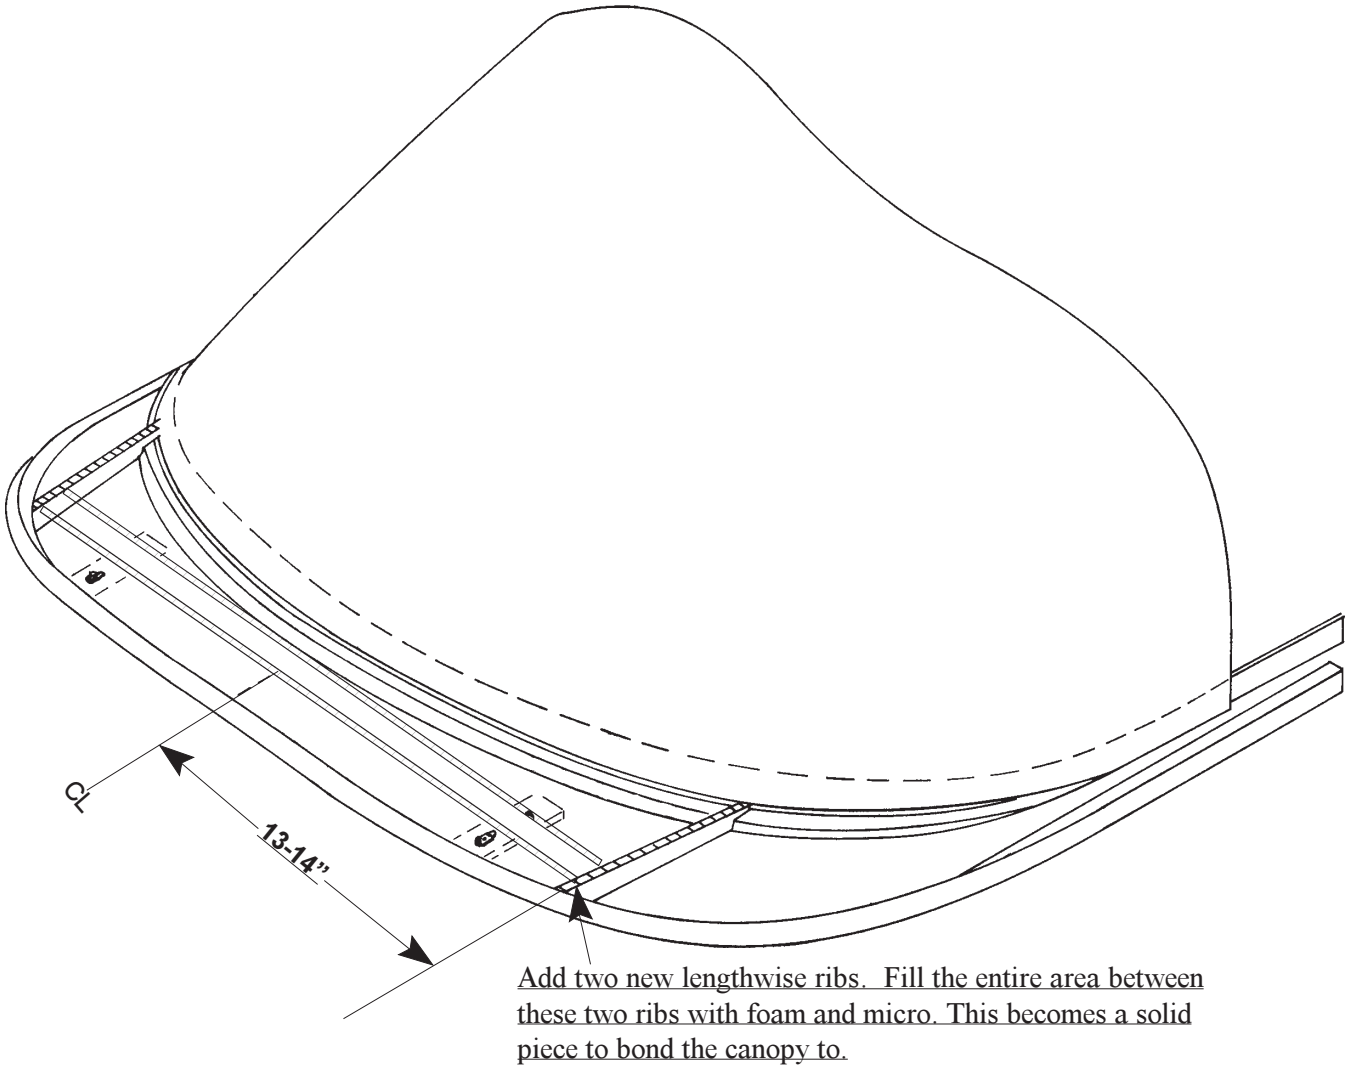 CL
13-14”
Add two new lengthwise ribs.  Fill the entire area between
these two ribs with foam and micro. This becomes a solid
piece to bond the canopy to.